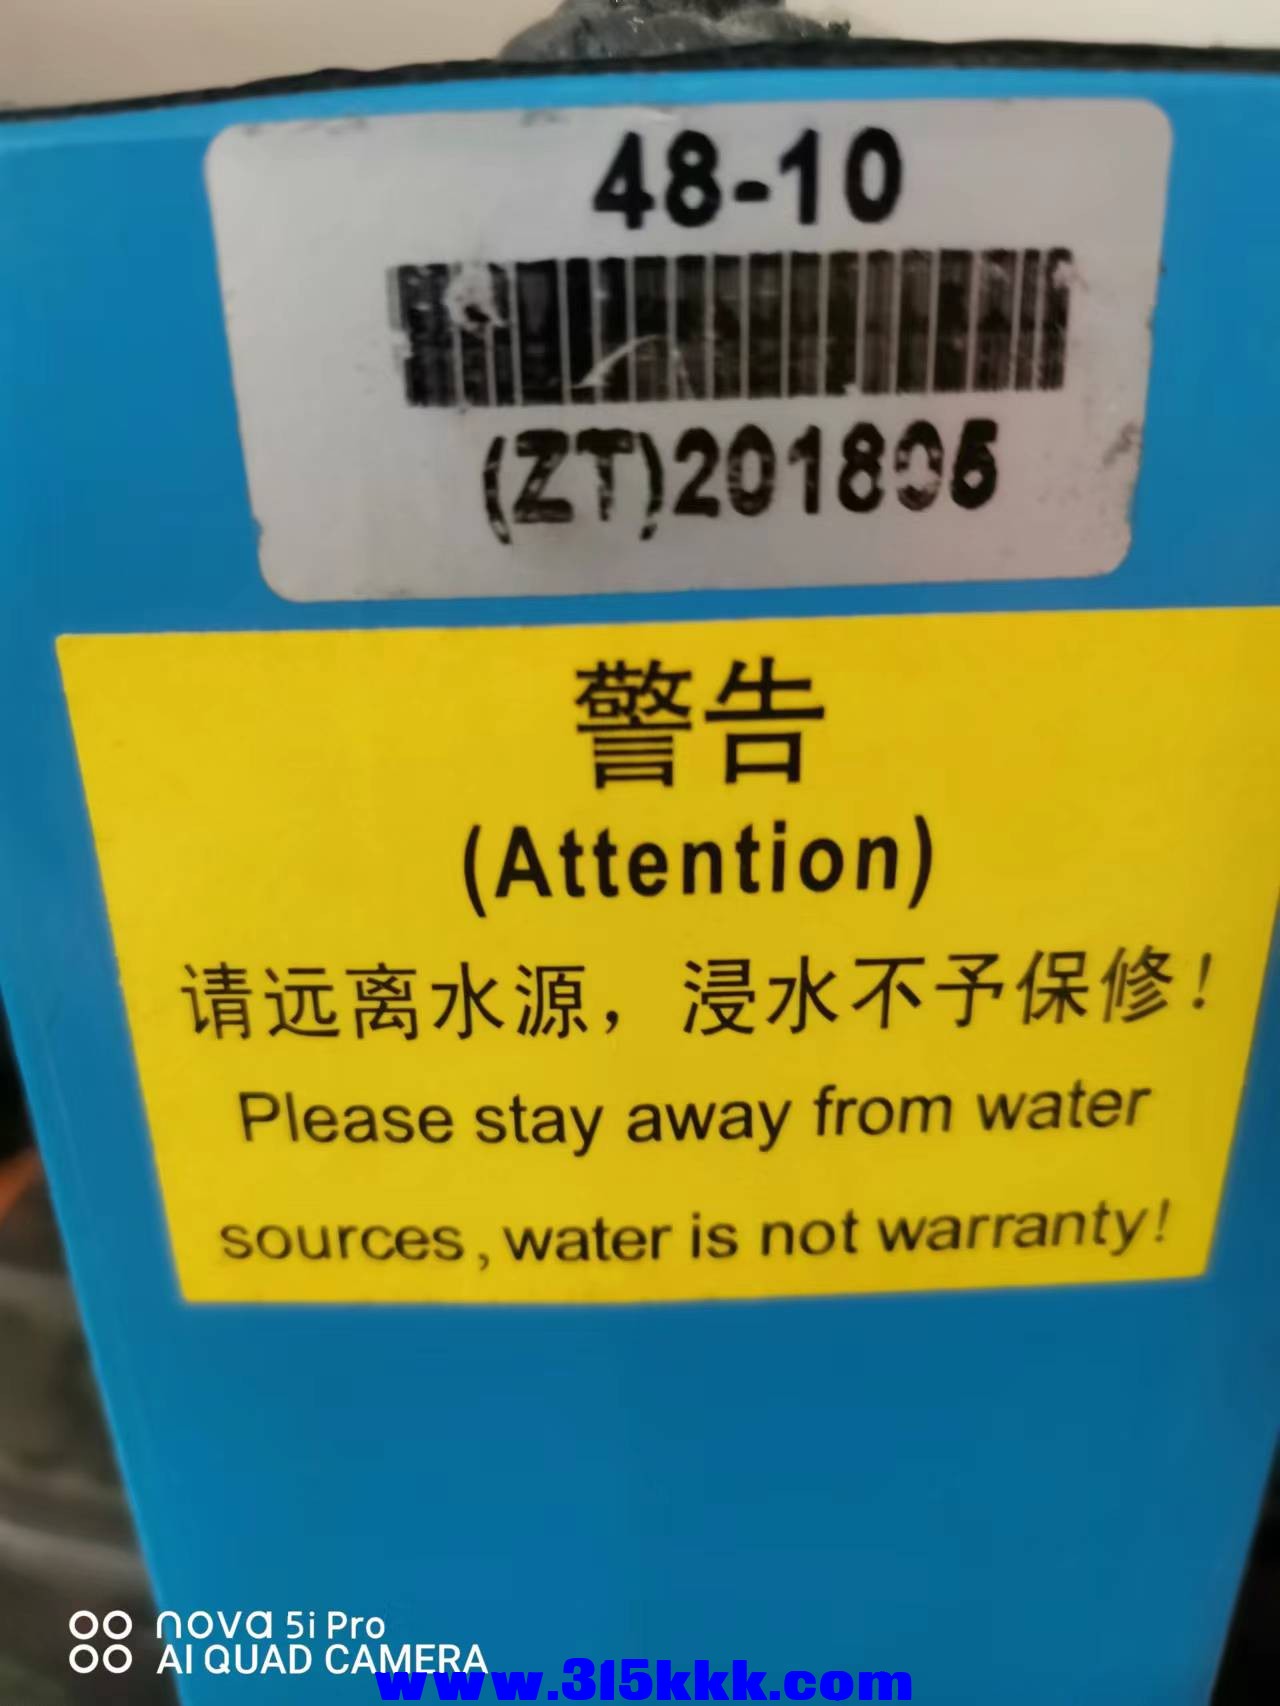 48-10
(ZT)201805
警告
(Attention)
请远离水源，浸水不予保修！
Please stay away from water
sources, water is not warranty!
nova 5i Pro
AI QUAD CAMERA
www.315kkk.com